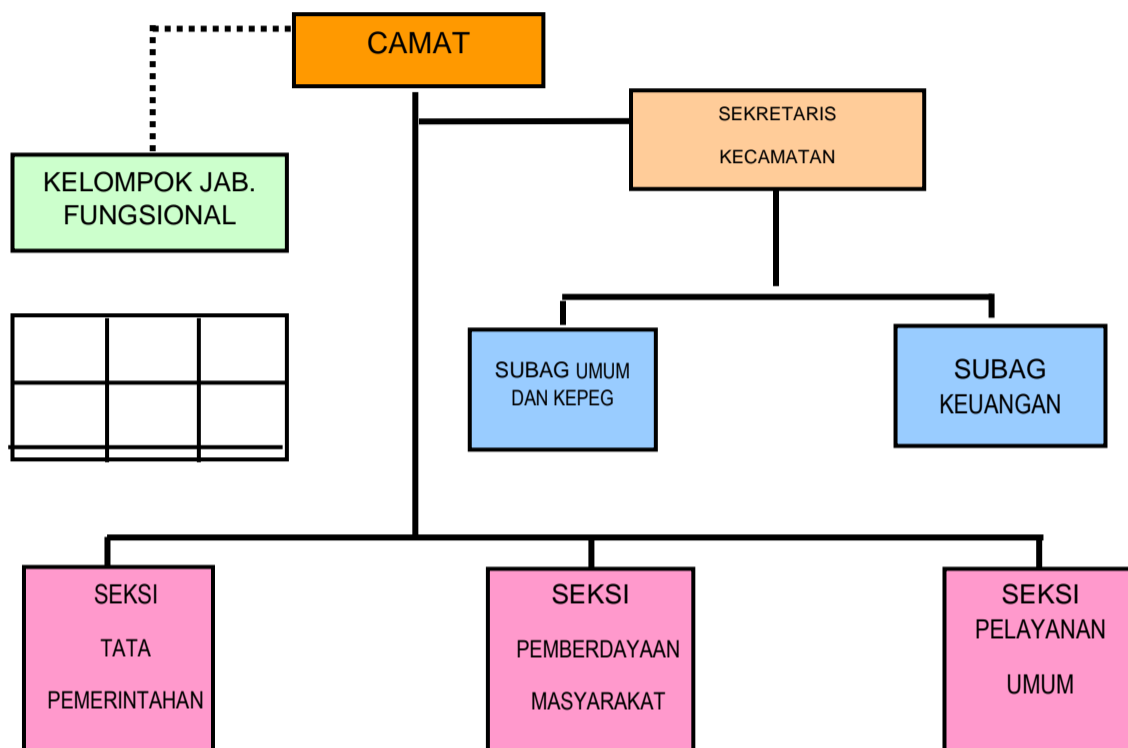 CAMAT
SEKRETARIS
KECAMATAN
KELOMPOK JAB.
FUNGSIONAL
SUBAG UMUM
DAN KEPEG
SUBAG
KEUANGAN
SEKSI
TATA
PEMERINTAHAN
SEKSI
PEMBERDAYAAN
MASYARAKAT
SEKSI
PELAYANAN
UMUM